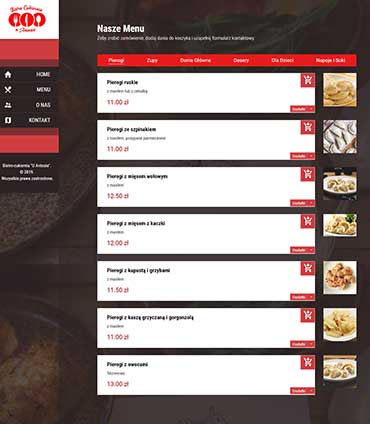 Bistro Cukiernia
HOME
MENU
O NAS
KONTAKT
Bistro-cukiernia "U Antosia".
© 2019.
Wszystkie prawa zastrzeżone.
Nasze Menu
Żeby zrobić zamówienie, dodaj dania do koszyka i uzupełnij formularz kontaktowy
Pierogi Zupy Dania Główne Desery Dla Dzieci Napoje I Soki
Pierogi ruskie
z masłem lub z cebulką
11.00 zł
Dodatki
Pierogi ze szpinakiem
z masłem, posypane parmezanem
11.00 zł
Dodatki
Pierogi z mięsem wołowym
z masłem
12.50 zł
Dodatki
Pierogi z mięsem z kaczki
z masłem
12.00 zł
Dodatki
Pierogi z kapustą i grzybami
z masłem
11.50 zł
Dodatki
Pierogi z kaszą gryczaną i gorgonzolą
z masłem
11.00 zł
Dodatki
Pierogi z owocami
Sezonowe
13.00 zł
Dodatki